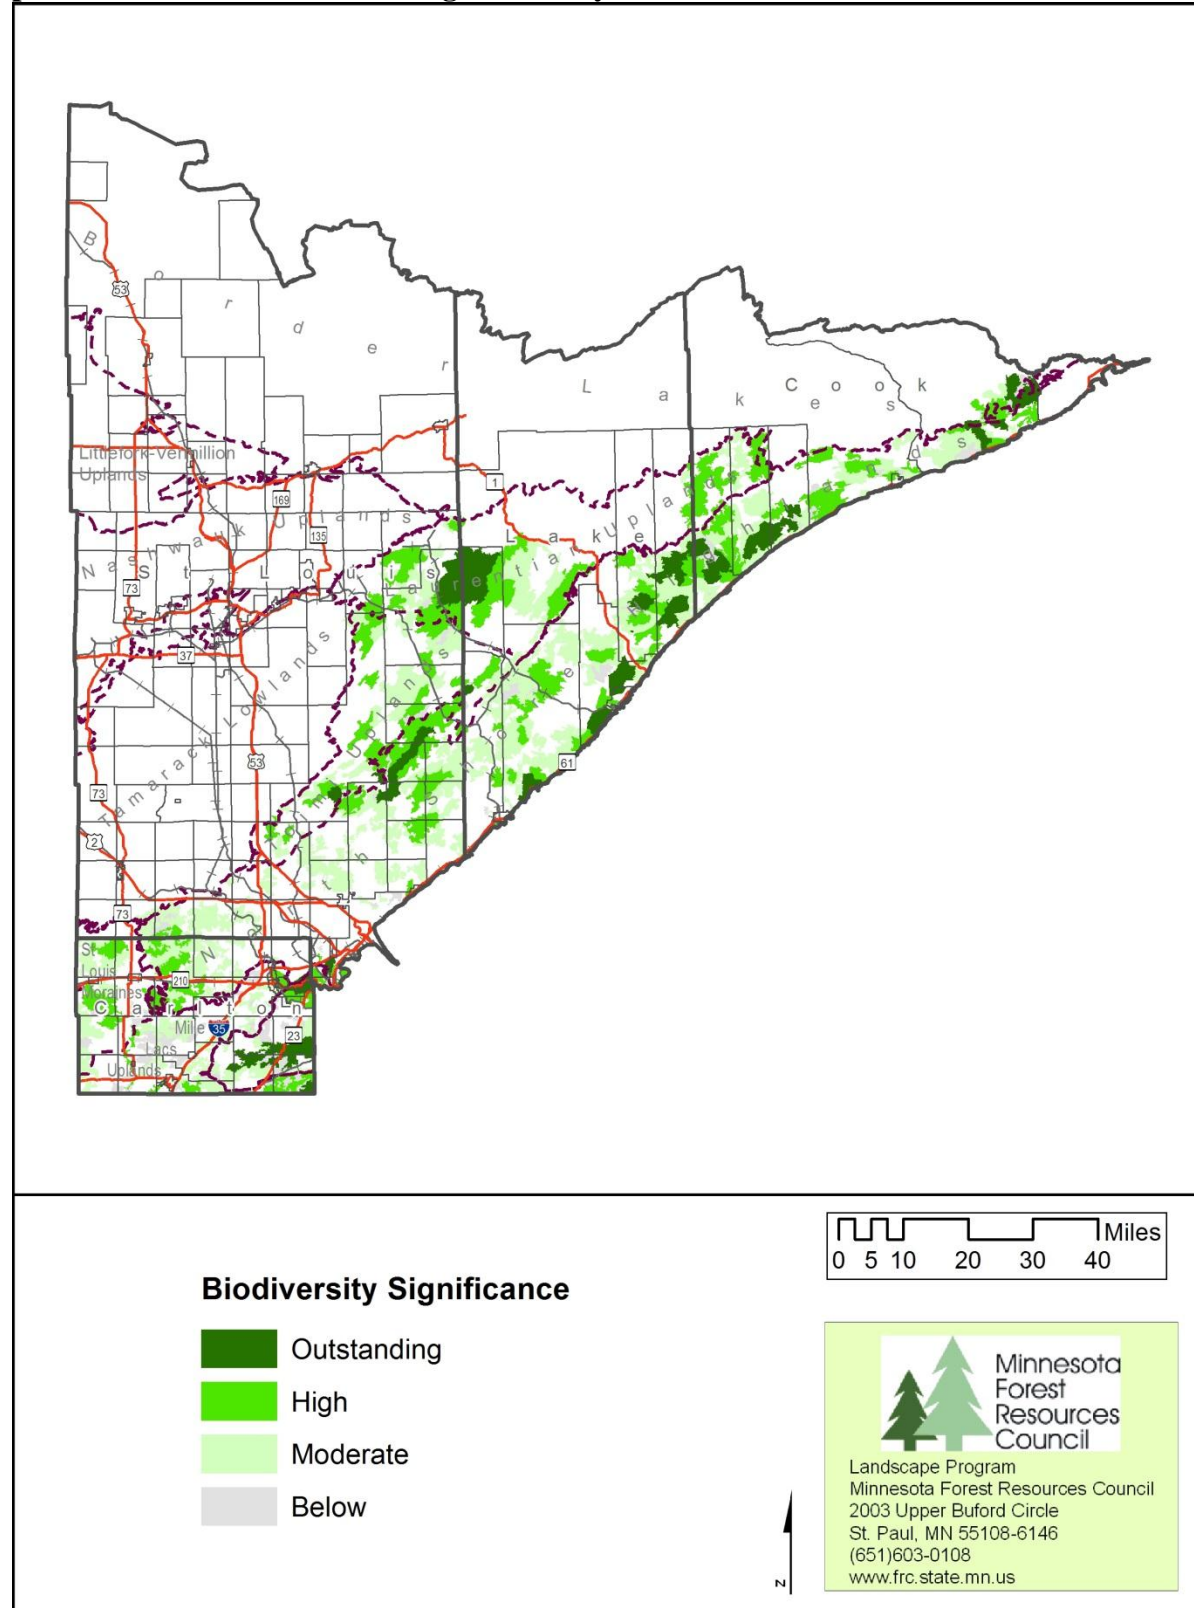 Border
Lakes
Cook
Littlefork-Vermillion
Uplands
Nashwauk Uplands
St Louis
Laurentian Uplands
Lake
North Shore Highlands
Toimi Uplands
Tamarack Lowlands
St
Louis
Moraines
Carlton
Mille
Lacs
Uplands
53
1
169
135
73
37
53
61
73
2
73
210
35
23
Biodiversity Significance
Outstanding
High
Moderate
Below
Miles
0 5 10 20 30 40
Minnesota
Forest
Resources
Council
Landscape Program
Minnesota Forest Resources Council
2003 Upper Buford Circle
St. Paul, MN 55108-6146
(651)603-0108
www.frc.state.mn.us
N